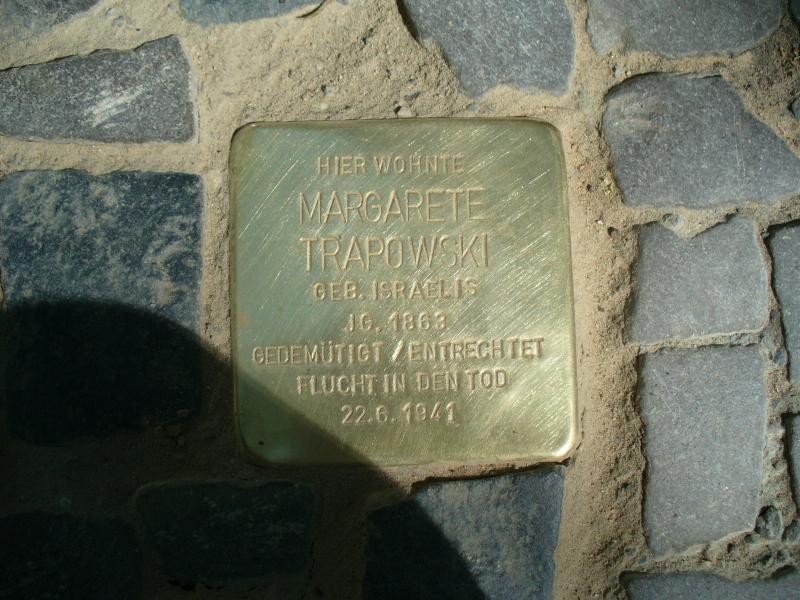 HIER WOHNTE
MARGARETE
TRAPOWSKI
GEB. ISRAELIS
JG. 1863
GEDEMÜTIGT / ENTRECHTET
FLUCHT IN DEN TOD
22.6.1941